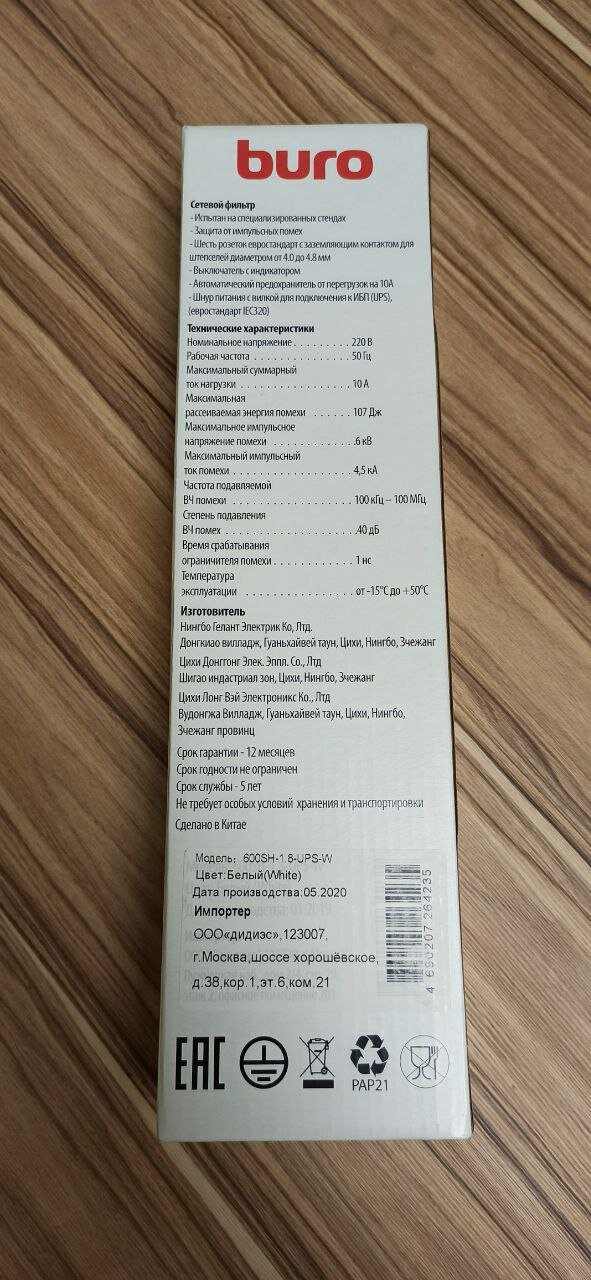 buro
Сетевой фильтр
- Испытан на специализированных стендах
- Защита от импульсных помех
- Шесть розеток евростандарт с заземляющим контактом для
штепселей диаметром от 4.0 до 4.8 мм
- Выключатель с индикатором
- Автоматический предохранитель от перегрузок на 10А
- Шнур питания с вилкой для подключения к ИБП (UPS),
(евростандарт IEC320)
Технические характеристики
Номинальное напряжение . . . . . . . . . 220 В
Рабочая частота . . . . . . . . . . . . . . . 50 Гц
Максимальный суммарный
ток нагрузки . . . . . . . . . . . . . . . . . 10 А
Максимальная
рассеиваемая энергия помехи . . . . . . 107 Дж
Максимальное импульсное
напряжение помехи . . . . . . . . . . . . .6 кВ
Максимальный импульсный
ток помехи . . . . . . . . . . . . . . . . . . 4,5 кА
Частота подавляемой
ВЧ помехи . . . . . . . . . . . . . . . . . . 100 кГц – 100 МГц
Степень подавления
ВЧ помех . . . . . . . . . . . . . . . . . . . .40 дБ
Время срабатывания
ограничителя помехи . . . . . . . . . . . . 1 нс
Температура
эксплуатации . . . . . . . . . . . . . . . . от -15°C до +50°C
Изготовитель
Нингбо Гелант Электрик Ко, Лтд.
Донгкиао вилладж, Гуаньхайвей таун, Цихи, Нингбо, Зчежанг
Цихи Донггонг Элек. Эппл. Со., Лтд
Шигао индастриал зон, Цихи, Нингбо, Зчежанг
Цихи Лонг Вэй Электроникс Ко., Лтд
Вудонгжа Вилладж, Гуаньхайвей таун, Цихи, Нингбо,
Зчежанг провинц
Срок гарантии - 12 месяцев
Срок годности не ограничен
Срок службы - 5 лет
Не требует особых условий хранения и транспортировки
Сделано в Китае
Модель: 600SH-1.8-UPS-W
Цвет:Белый(White)
Дата производства:05.2020
Импортер
ООО«дидиэс»,123007,
г.Москва,шоссе хорошёвское,
д.38,кор.1,эт.6,ком.21
4 690207 264235
EAC
PAP21